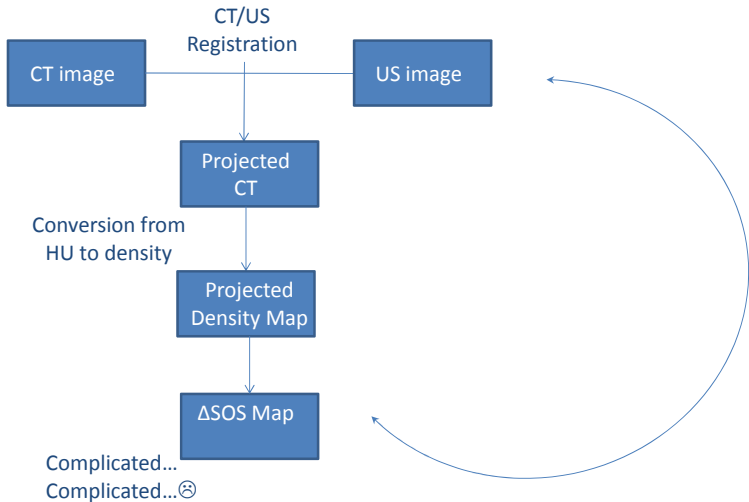 CT/US
Registration
CT image
US image
Projected
CT
Conversion from
HU to density
Projected
Density Map
ΔSOS Map
Complicated…
Complicated…☹